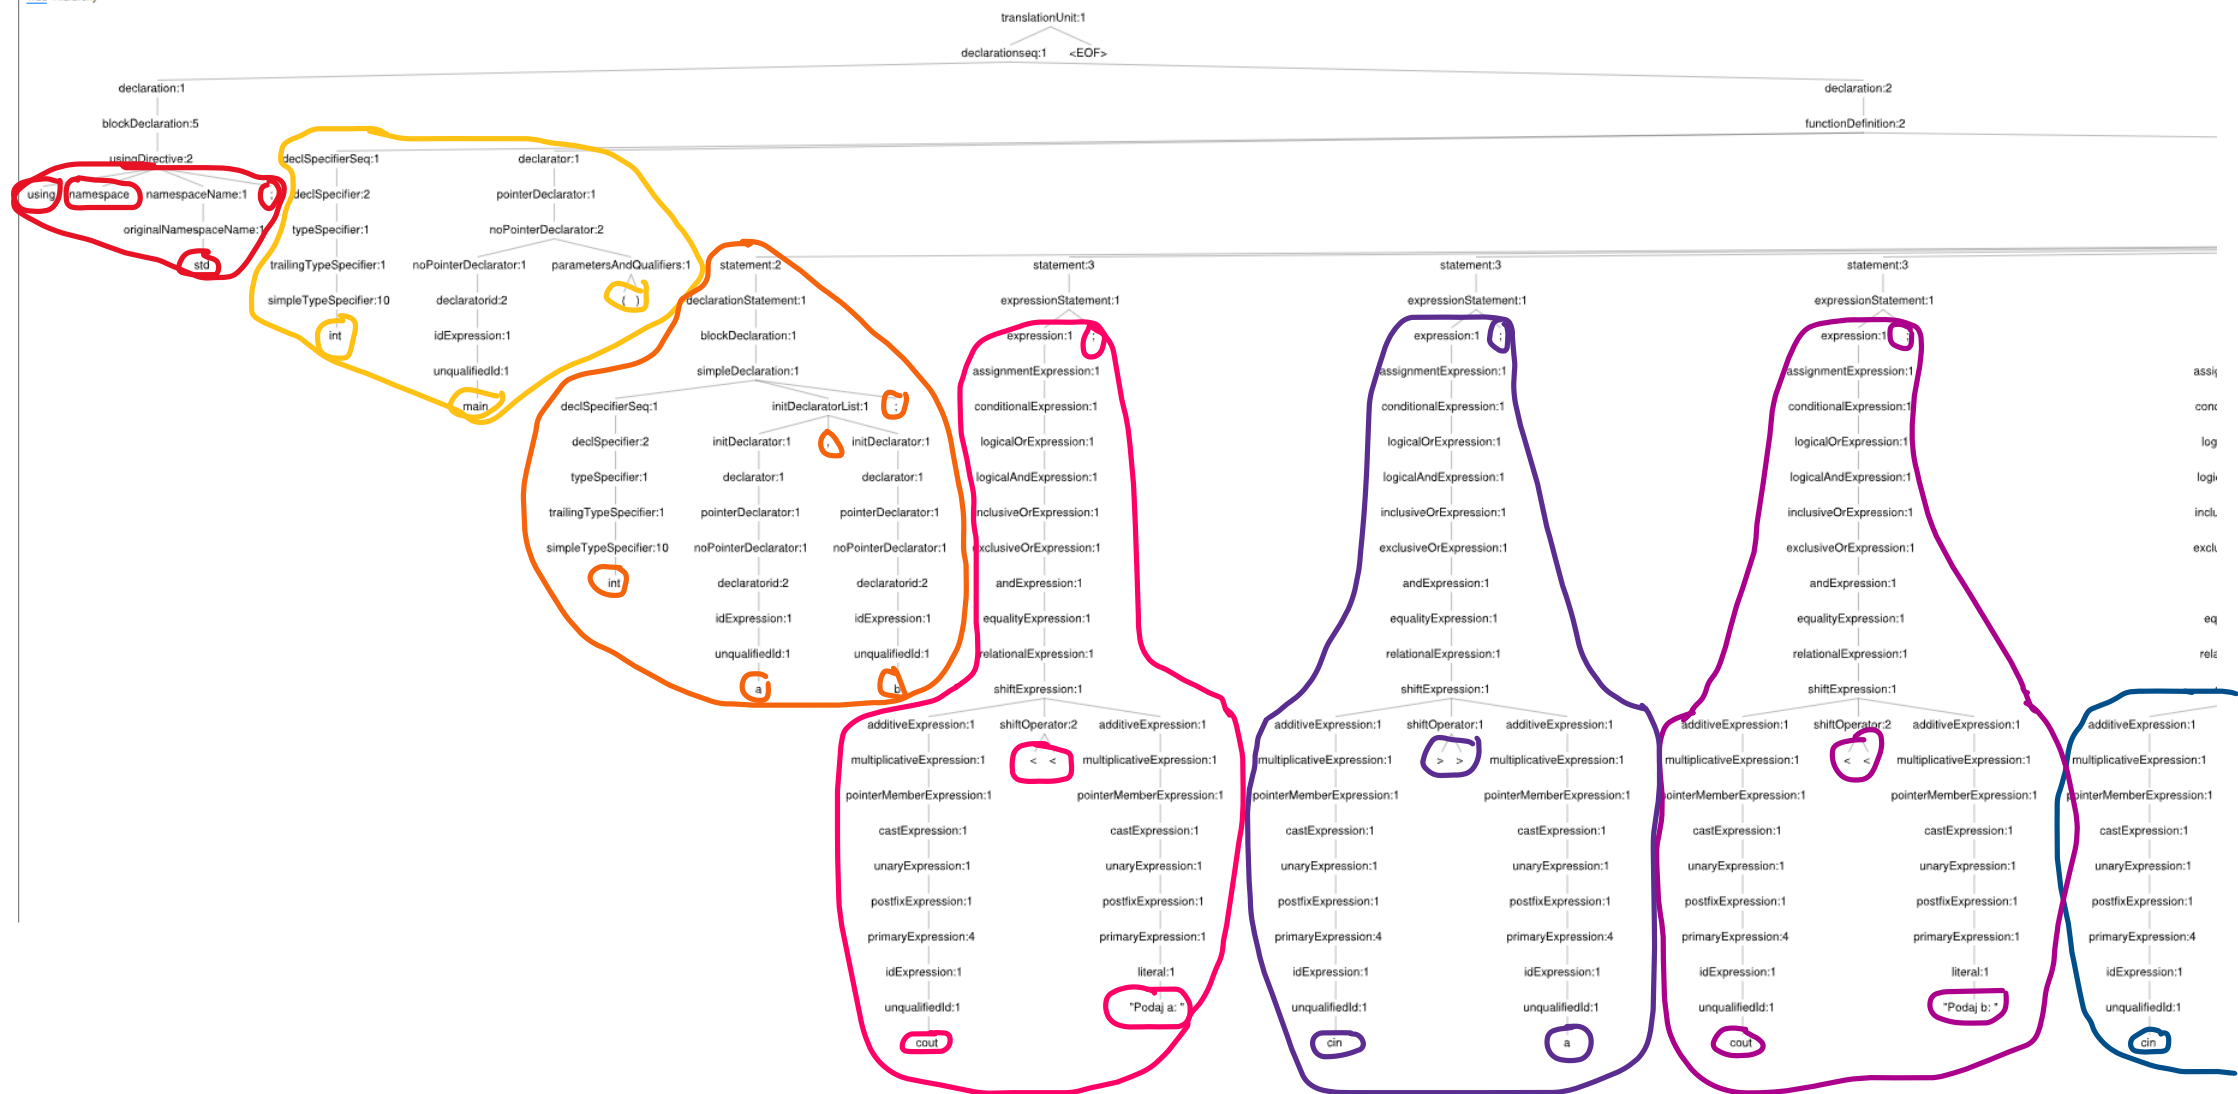 translationUnit:1
declarationseq:1 <EOF>
declaration:1 declaration:2
blockDeclaration:5 functionDefinition:2
usingDirective:2 declSpecifierSeq:1 declarator:1
using namespace namespaceName:1 ; declSpecifier:2 pointerDeclarator:1
originalNamespaceName:1 typeSpecifier:1 noPointerDeclarator:2
std trailingTypeSpecifier:1 noPointerDeclarator:1 parametersAndQualifiers:1 statement:2 statement:3 statement:3 statement:3
simpleTypeSpecifier:10 declaratorid:2 ( ) declarationStatement:1 expressionStatement:1 expressionStatement:1 expressionStatement:1
int idExpression:1 blockDeclaration:1 expression:1 ; expression:1 ; expression:1 ;
unqualifiedId:1 simpleDeclaration:1 assignmentExpression:1 assignmentExpression:1 assignmentExpression:1 assig
main declSpecifierSeq:1 initDeclaratorList:1 ; conditionalExpression:1 conditionalExpression:1 conditionalExpression:1 conc
declSpecifier:2 initDeclarator:1 , initDeclarator:1 logicalOrExpression:1 logicalOrExpression:1 logicalOrExpression:1 log
typeSpecifier:1 declarator:1 declarator:1 logicalAndExpression:1 logicalAndExpression:1 logicalAndExpression:1 logi
trailingTypeSpecifier:1 pointerDeclarator:1 pointerDeclarator:1 inclusiveOrExpression:1 inclusiveOrExpression:1 inclusiveOrExpression:1 inclu
simpleTypeSpecifier:10 noPointerDeclarator:1 noPointerDeclarator:1 exclusiveOrExpression:1 exclusiveOrExpression:1 exclusiveOrExpression:1 exclu
int declaratorid:2 declaratorid:2 andExpression:1 andExpression:1 andExpression:1
idExpression:1 idExpression:1 equalityExpression:1 equalityExpression:1 equalityExpression:1 eq
unqualifiedId:1 unqualifiedId:1 relationalExpression:1 relationalExpression:1 relationalExpression:1 rela
a b shiftExpression:1 shiftExpression:1 shiftExpression:1
additiveExpression:1 shiftOperator:2 additiveExpression:1 additiveExpression:1 shiftOperator:1 additiveExpression:1 additiveExpression:1 shiftOperator:2 additiveExpression:1 additiveExpression:1
multiplicativeExpression:1 < < multiplicativeExpression:1 multiplicativeExpression:1 > > multiplicativeExpression:1 multiplicativeExpression:1 < < multiplicativeExpression:1 multiplicativeExpression:1
pointerMemberExpression:1 pointerMemberExpression:1 pointerMemberExpression:1 pointerMemberExpression:1 pointerMemberExpression:1 pointerMemberExpression:1 pointerMemberExpression:1
castExpression:1 castExpression:1 castExpression:1 castExpression:1 castExpression:1 castExpression:1 castExpression:1
unaryExpression:1 unaryExpression:1 unaryExpression:1 unaryExpression:1 unaryExpression:1 unaryExpression:1 unaryExpression:1
postfixExpression:1 postfixExpression:1 postfixExpression:1 postfixExpression:1 postfixExpression:1 postfixExpression:1 postfixExpression:1
primaryExpression:4 primaryExpression:1 primaryExpression:4 primaryExpression:4 primaryExpression:4 primaryExpression:1 primaryExpression:4
idExpression:1 literal:1 idExpression:1 idExpression:1 idExpression:1 literal:1 idExpression:1
unqualifiedId:1 "Podaj a: " unqualifiedId:1 unqualifiedId:1 unqualifiedId:1 "Podaj b: " unqualifiedId:1
cout cin a cout cin